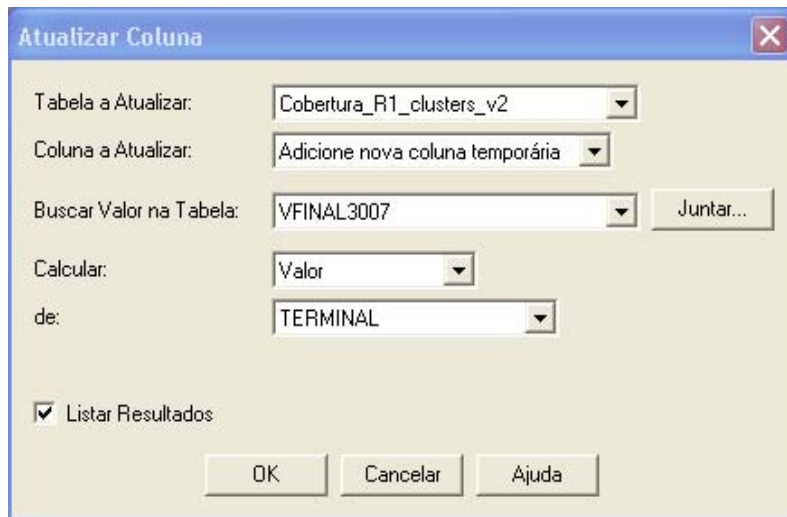 Atualizar Coluna
Tabela a Atualizar: Cobertura_R1_clusters_v2
Coluna a Atualizar: Adicione nova coluna temporária
Buscar Valor na Tabela: VFINAL3007 Juntar...
Calcular: Valor
de: TERMINAL
Listar Resultados
OK Cancelar Ajuda